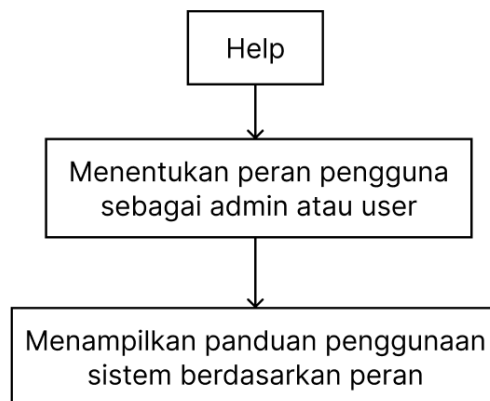 Help
Menentukan peran pengguna
sebagai admin atau user
Menampilkan panduan penggunaan
sistem berdasarkan peran